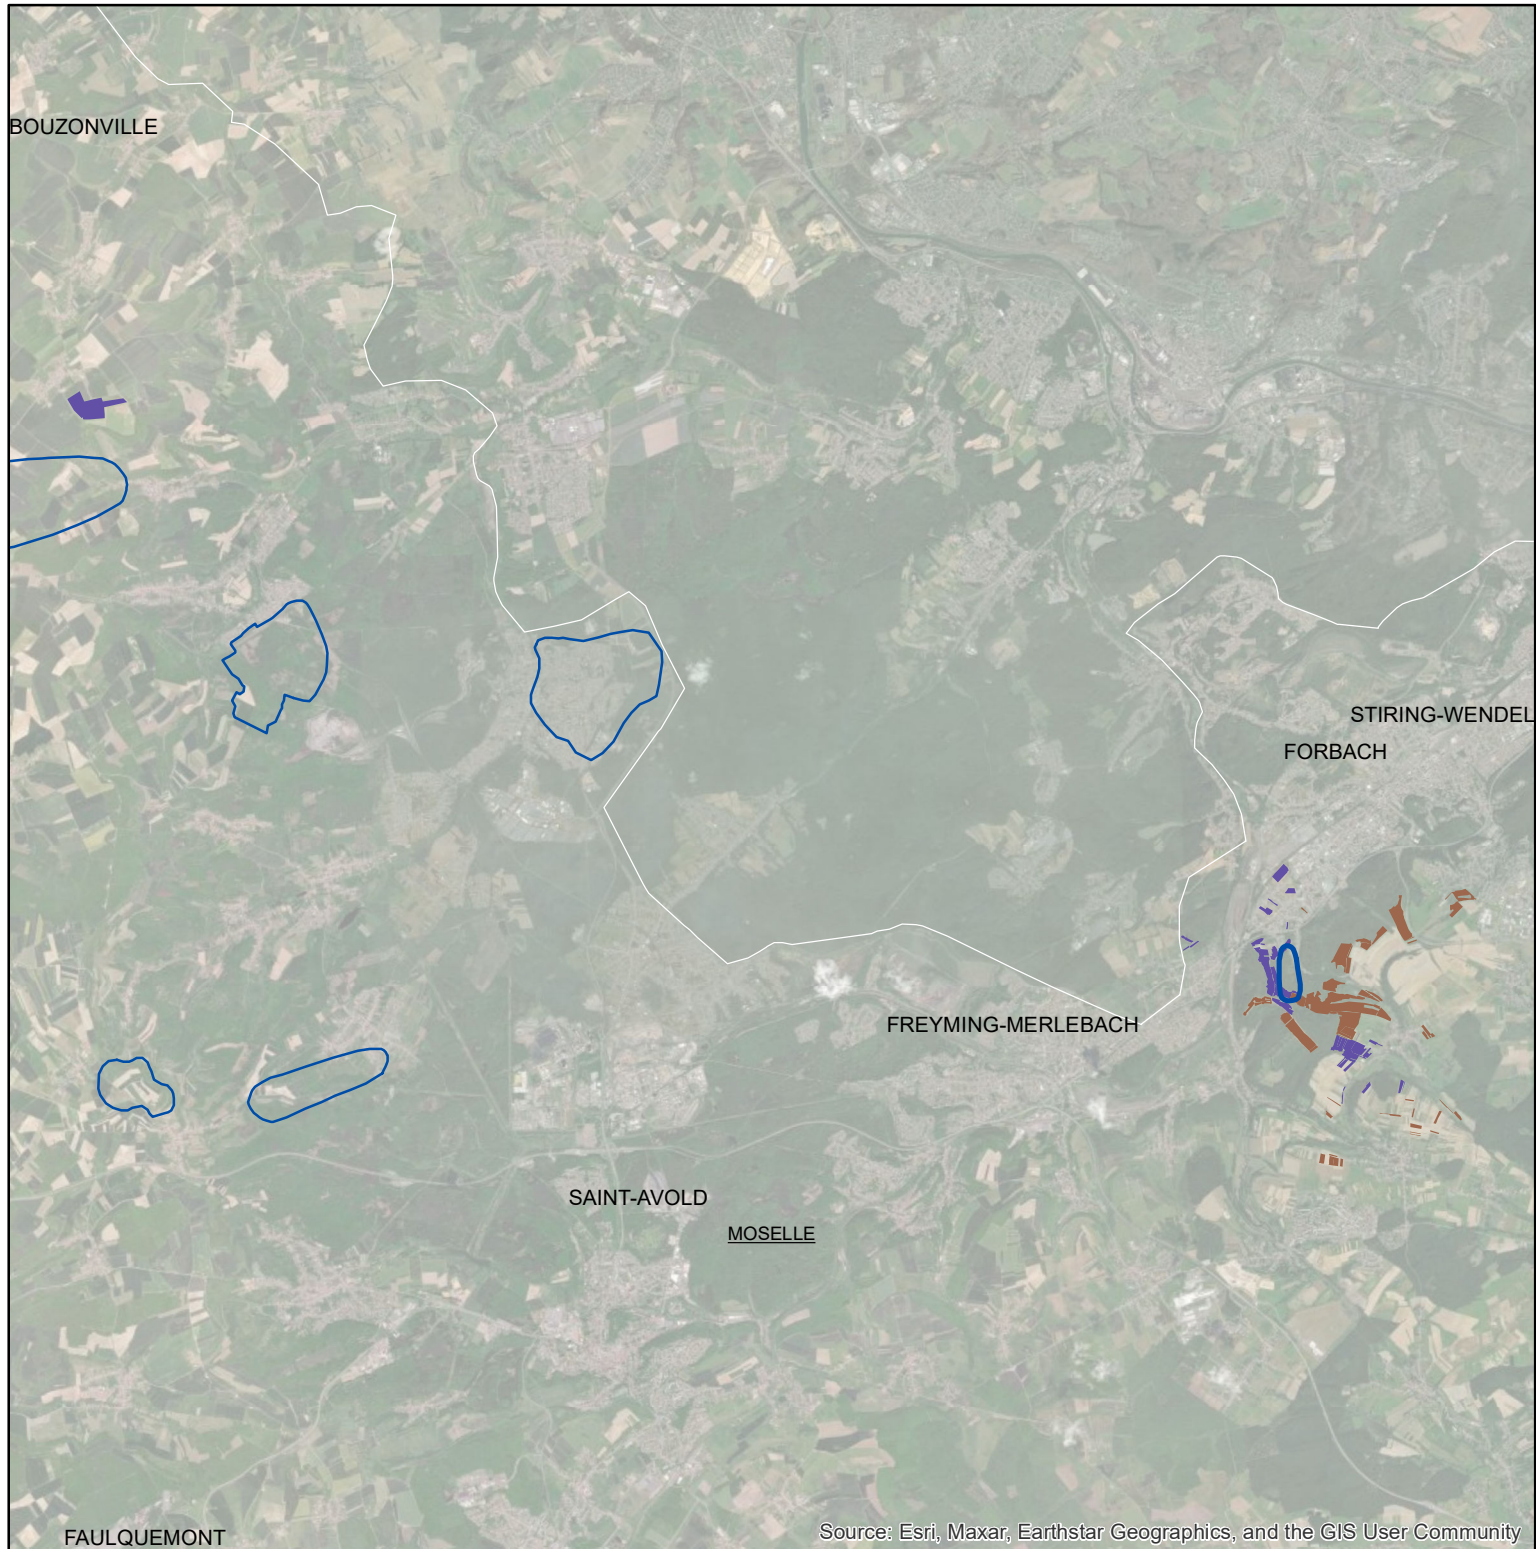 BOUZONVILLE
STIRING-WENDEL
FORBACH
FREYMING-MERLEBACH
SAINT-AVOLD
MOSELLE
FAULQUEMONT
Source: Esri, Maxar, Earthstar Geographics, and the GIS User Community